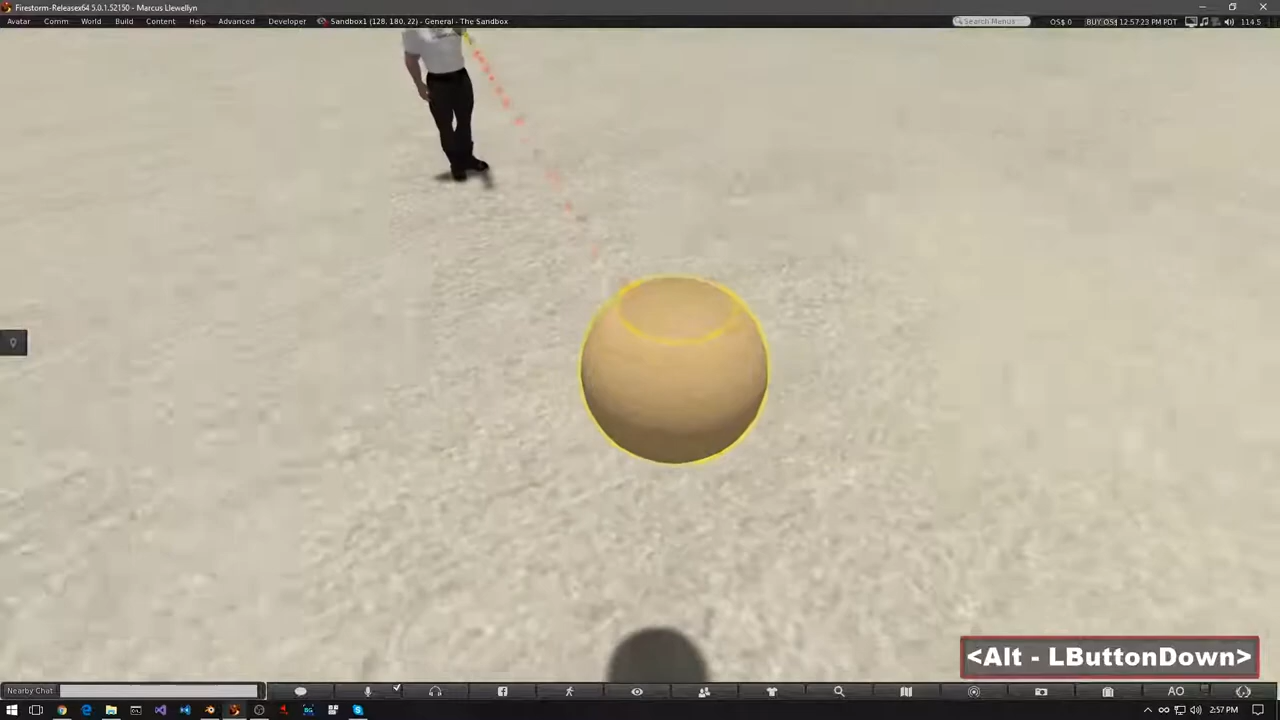 Firestorm-Releasex64 5.0.1.52150 - Marcus Llewellyn
Avatar Comm World Build Content Help Advanced Developer Sandbox1 (128, 180, 22) - General - The Sandbox Search Menus OS$ 0 BUY OS$ 12:57:23 PM PDT 114.5
<Alt - LButtonDown>
Nearby Chat: AO
2:57 PM